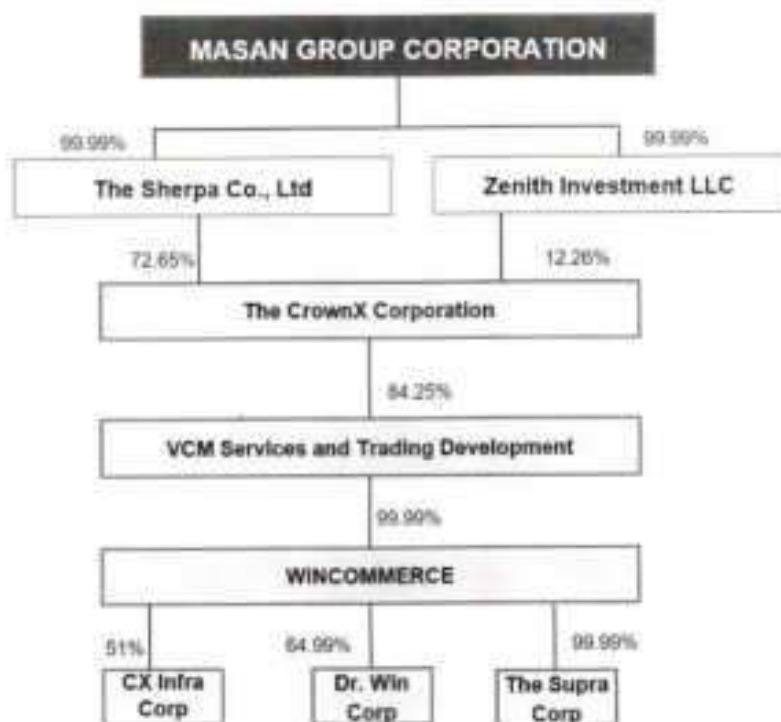 MASAN GROUP CORPORATION
99.99% 99.99%
The Sherpa Co., Ltd Zenith Investment LLC
72.65% 12.26%
The CrownX Corporation
84.25%
VCM Services and Trading Development
99.99%
WINCOMMERCE
51% 64.99% 99.99%
CX Infra Dr. Win The Supra
Corp Corp Corp